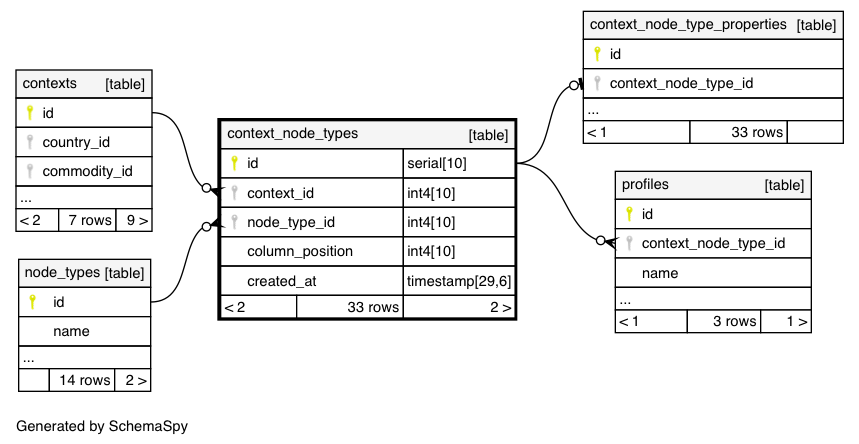 contexts [table]
id
country_id
commodity_id
...
< 2 7 rows 9 >
node_types [table]
id
name
...
14 rows 2 >
context_node_types [table]
id serial[10]
context_id int4[10]
node_type_id int4[10]
column_position int4[10]
created_at timestamp[29,6]
< 2 33 rows 2 >
context_node_type_properties [table]
id
context_node_type_id
...
< 1 33 rows
profiles [table]
id
context_node_type_id
name
...
< 1 3 rows 1 >
Generated by SchemaSpy